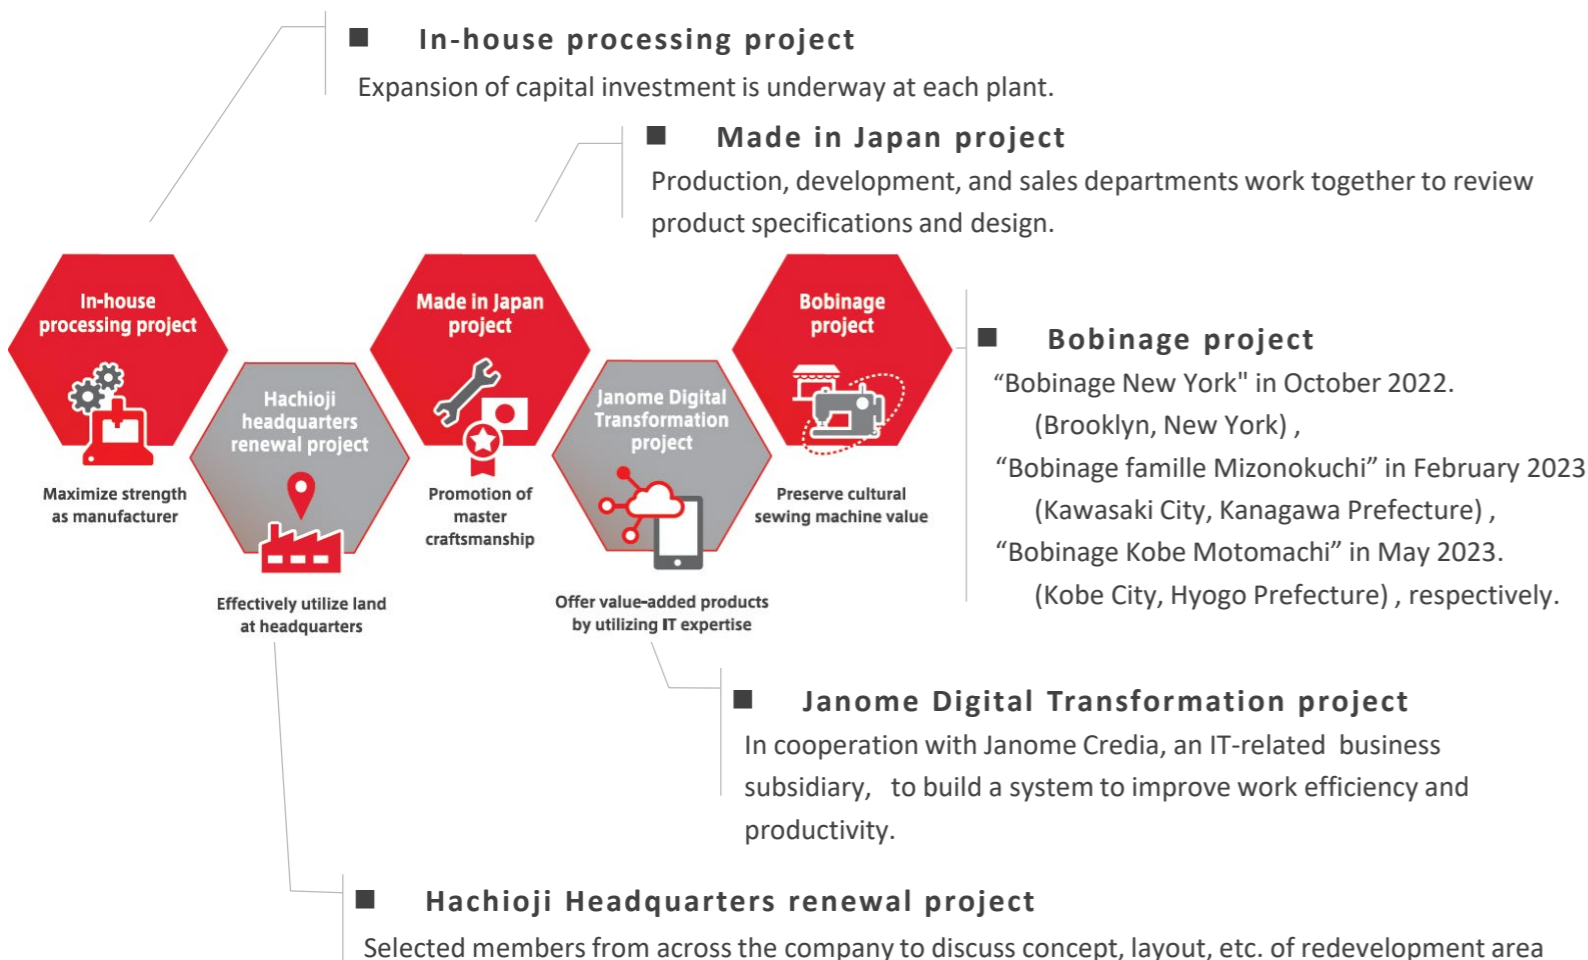 ■ In-house processing project
Expansion of capital investment is underway at each plant.
■ Made in Japan project
Production, development, and sales departments work together to review
product specifications and design.
In-house
processing project
Maximize strength
as manufacturer
Hachioji
headquarters
renewal project
Effectively utilize land
at headquarters
Made in Japan
project
Promotion of
master
craftsmanship
Janome Digital
Transformation
project
Offer value-added products
by utilizing IT expertise
Bobinage
project
Preserve cultural
sewing machine value
■ Bobinage project
“Bobinage New York" in October 2022.
(Brooklyn, New York) ,
“Bobinage famille Mizonokuchi” in February 2023
(Kawasaki City, Kanagawa Prefecture) ,
“Bobinage Kobe Motomachi” in May 2023.
(Kobe City, Hyogo Prefecture) , respectively.
■ Janome Digital Transformation project
In cooperation with Janome Credia, an IT-related business
subsidiary, to build a system to improve work efficiency and
productivity.
■ Hachioji Headquarters renewal project
Selected members from across the company to discuss concept, layout, etc. of redevelopment area